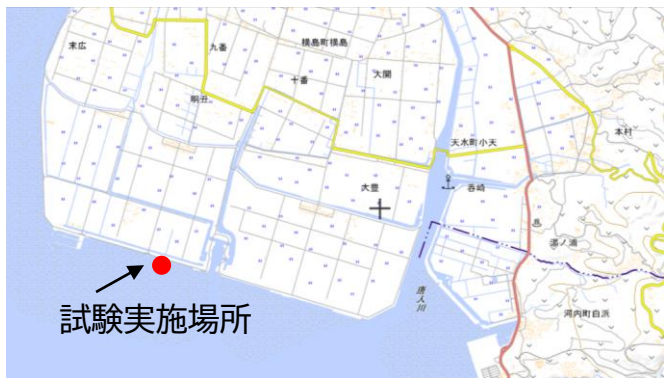 末広
九番
横島町横島
大開
十番
明丑
本村
天水町小天
大豊
呑崎
湯ノ浦
唐人川
河内町白浜
試験実施場所